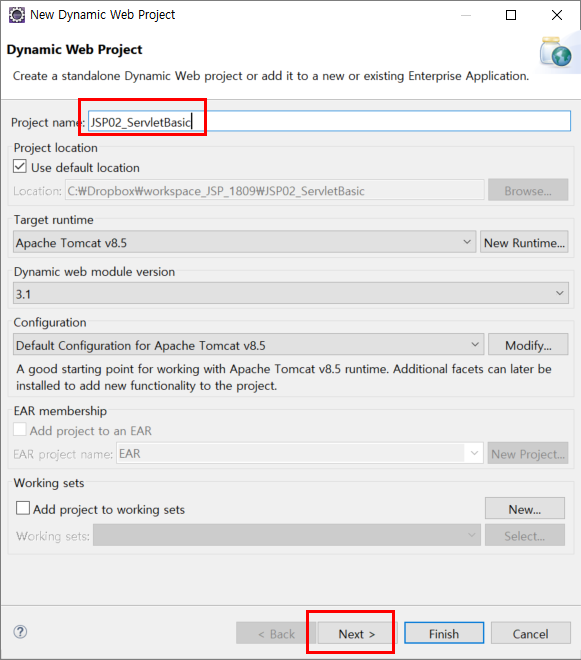 New Dynamic Web Project
Dynamic Web Project
Create a standalone Dynamic Web project or add it to a new or existing Enterprise Application.
Project name: JSP02_ServletBasic
Project location
Use default location
Location: C:₩Dropbox₩workspace_JSP_1809₩JSP02_ServletBasic Browse...
Target runtime
Apache Tomcat v8.5 New Runtime...
Dynamic web module version
3.1
Configuration
Default Configuration for Apache Tomcat v8.5 Modify...
A good starting point for working with Apache Tomcat v8.5 runtime. Additional facets can later be
installed to add new functionality to the project.
EAR membership
Add project to an EAR
EAR project name: EAR New Project...
Working sets
Add project to working sets New...
Working sets: Select...
? < Back Next > Finish Cancel